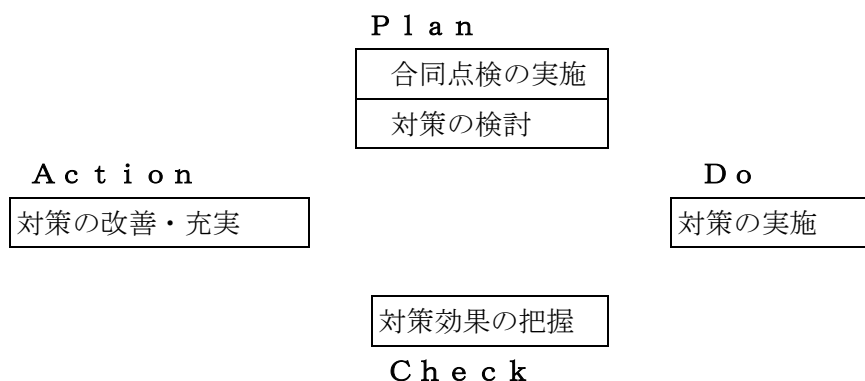 Ｐｌａｎ
合同点検の実施
対策の検討
Ａｃｔｉｏｎ
Ｄｏ
対策の改善・充実
対策の実施
対策効果の把握
Ｃｈｅｃｋ